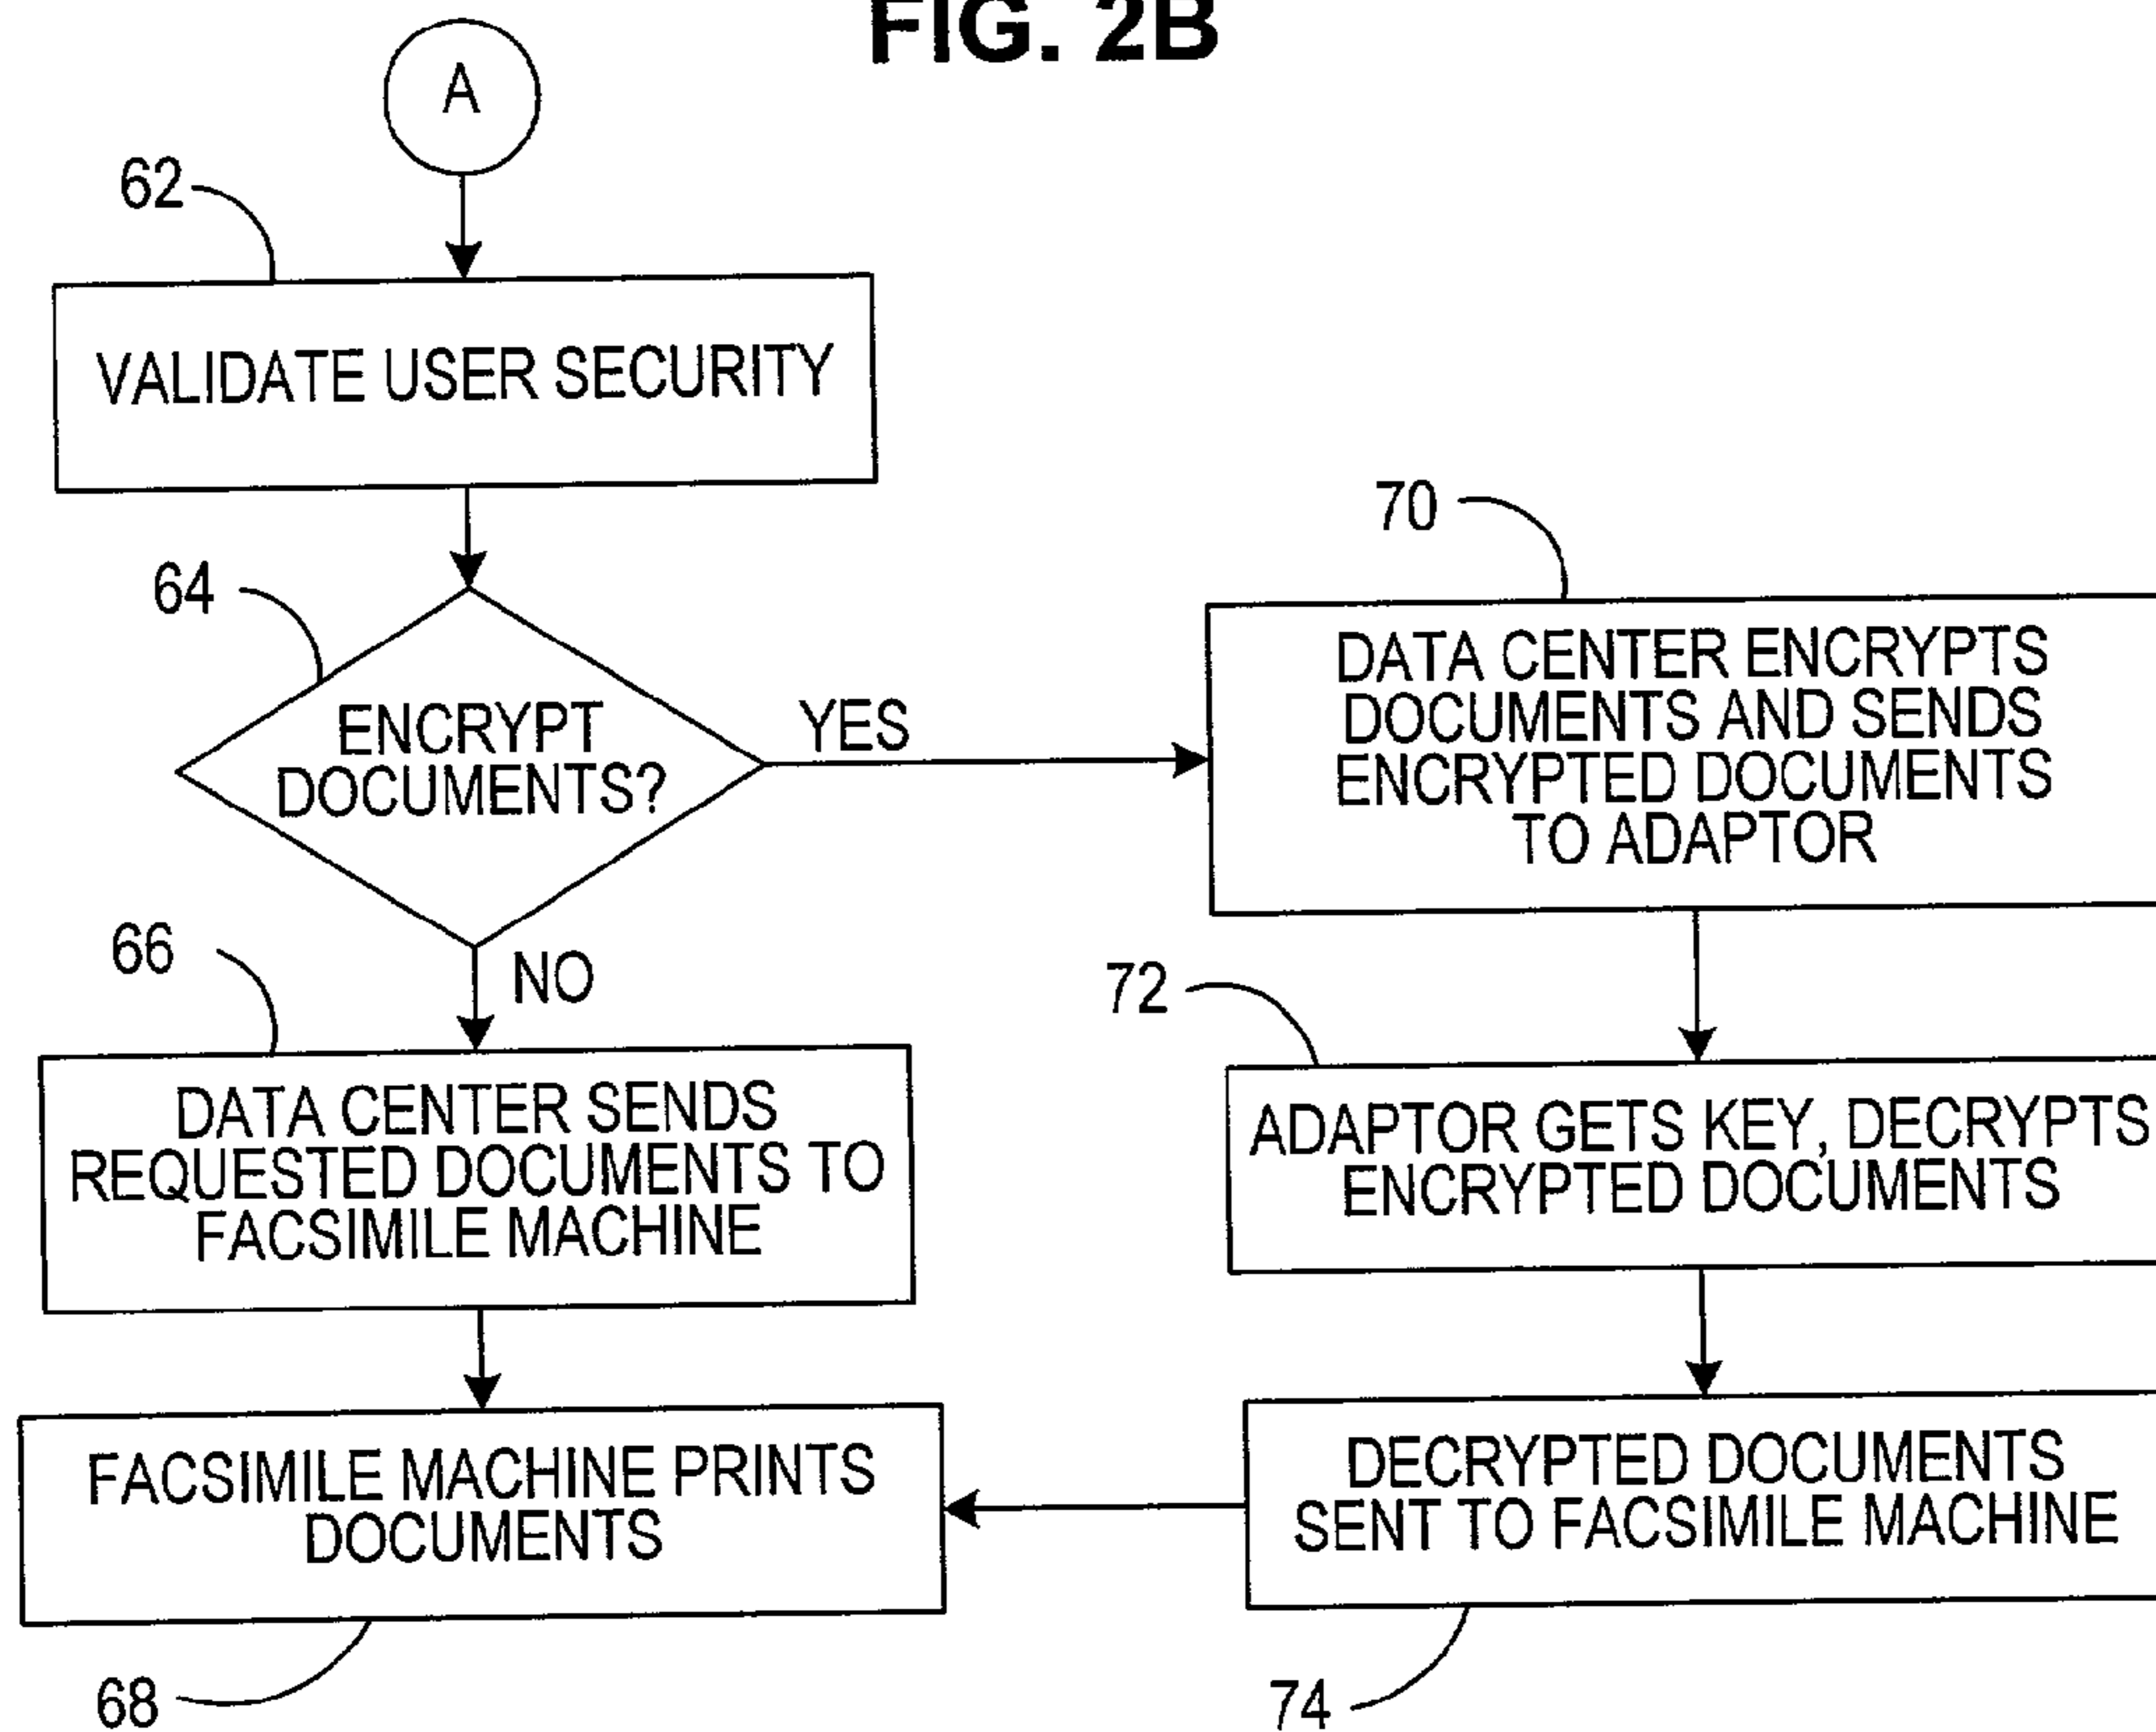 FIG. 2B
A
62
VALIDATE USER SECURITY
64
ENCRYPT
DOCUMENTS?
YES
NO
66
DATA CENTER SENDS
REQUESTED DOCUMENTS TO
FACSIMILE MACHINE
FACSIMILE MACHINE PRINTS
DOCUMENTS
68
70
DATA CENTER ENCRYPTS
DOCUMENTS AND SENDS
ENCRYPTED DOCUMENTS
TO ADAPTOR
72
ADAPTOR GETS KEY, DECRYPTS
ENCRYPTED DOCUMENTS
DECRYPTED DOCUMENTS
SENT TO FACSIMILE MACHINE
74